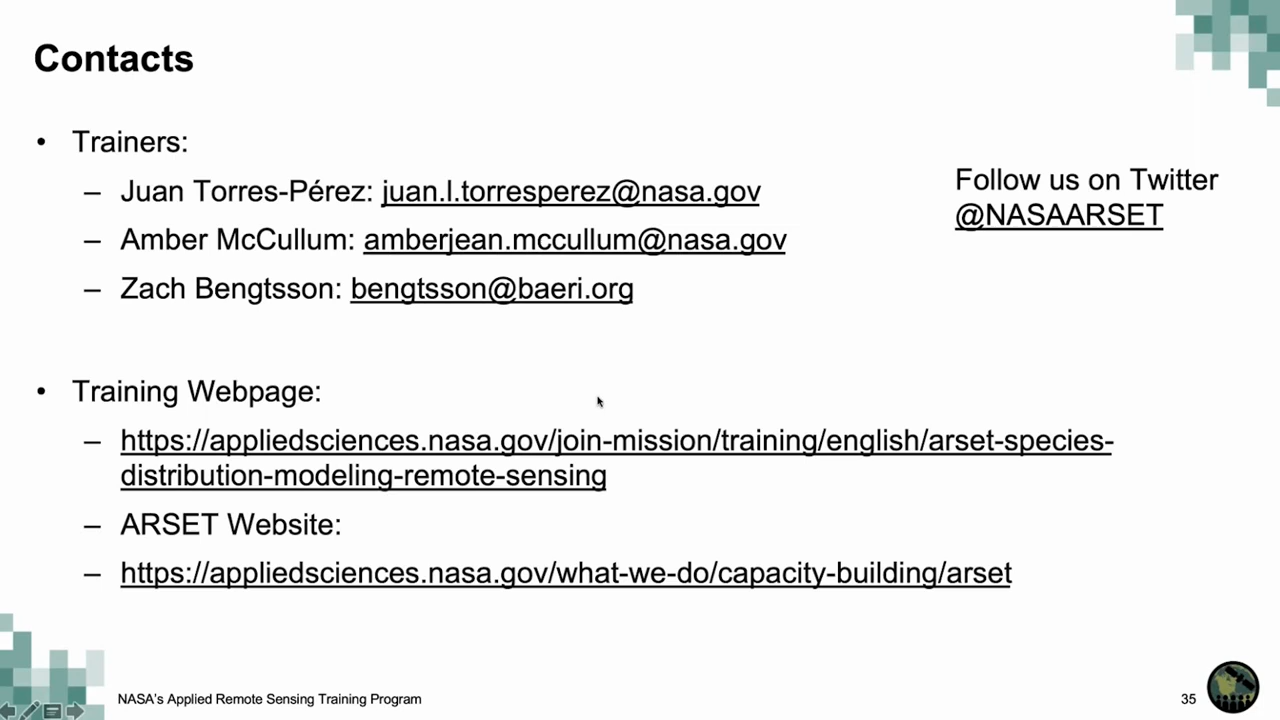 Contacts
• Trainers:
– Juan Torres-Pérez: juan.l.torresperez@nasa.gov
– Amber McCullum: amberjean.mccullum@nasa.gov
– Zach Bengtsson: bengtsson@baeri.org
Follow us on Twitter
@NASAARSET
• Training Webpage:
– https://appliedsciences.nasa.gov/join-mission/training/english/arset-species-
distribution-modeling-remote-sensing
– ARSET Website:
– https://appliedsciences.nasa.gov/what-we-do/capacity-building/arset
NASA's Applied Remote Sensing Training Program
35